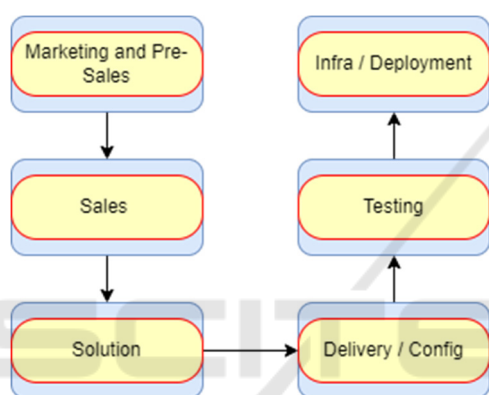 Marketing and Pre-
Sales
Infra / Deployment
Sales
Testing
Solution
Delivery / Config